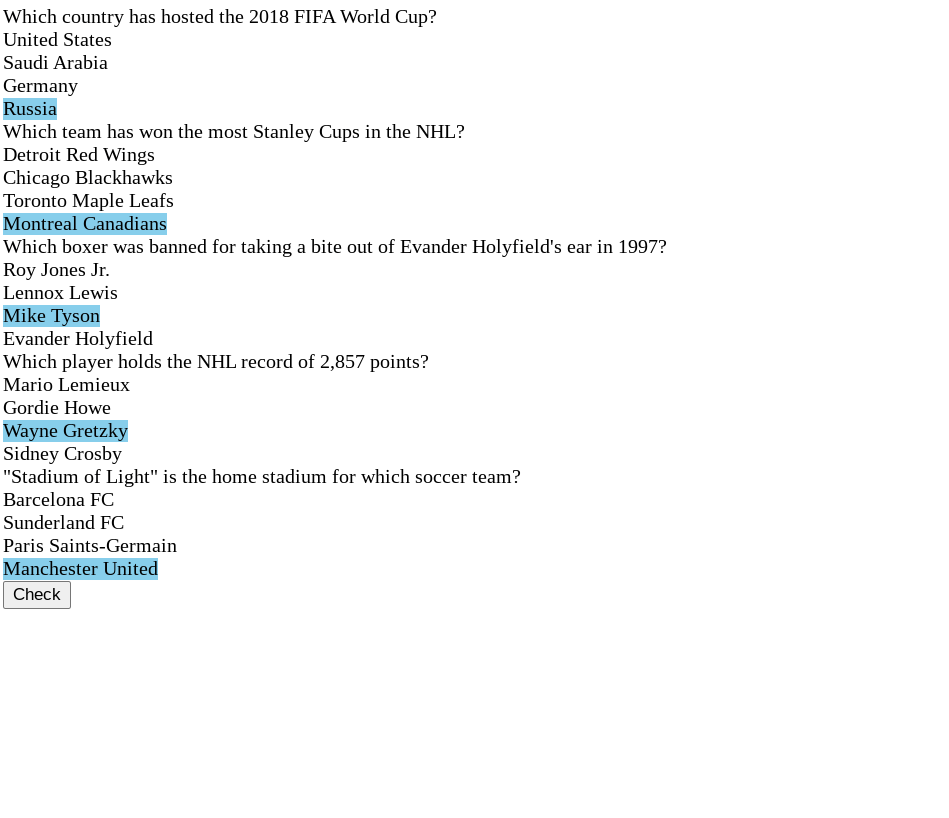 Which country has hosted the 2018 FIFA World Cup?
United States
Saudi Arabia
Germany
Russia
Which team has won the most Stanley Cups in the NHL?
Detroit Red Wings
Chicago Blackhawks
Toronto Maple Leafs
Montreal Canadians
Which boxer was banned for taking a bite out of Evander Holyfield's ear in 1997?
Roy Jones Jr.
Lennox Lewis
Mike Tyson
Evander Holyfield
Which player holds the NHL record of 2,857 points?
Mario Lemieux
Gordie Howe
Wayne Gretzky
Sidney Crosby
"Stadium of Light" is the home stadium for which soccer team?
Barcelona FC
Sunderland FC
Paris Saints-Germain
Manchester United
Check